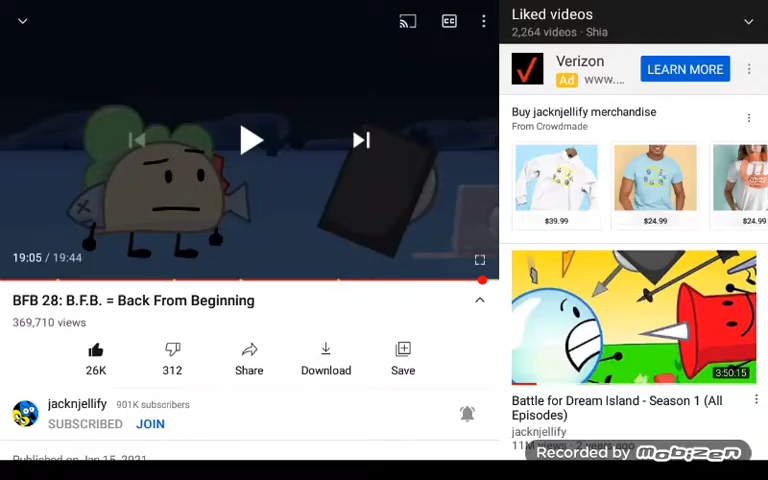 19:05 / 19:44
BFB 28: B.F.B. = Back From Beginning
369,710 views
26K
312
Share
Download
Save
jacknjellify 901K subscribers
SUBSCRIBED JOIN
Published on Jan 15, 2021
Liked videos
2,264 videos · Shia
Verizon
Ad www....
LEARN MORE
Buy jacknjellify merchandise
From Crowdmade
$39.99
$24.99
$24.99
3:50:15
Battle for Dream Island - Season 1 (All
Episodes)
jacknjellify
11M views · 2 years ago
Recorded by mobizen
CC